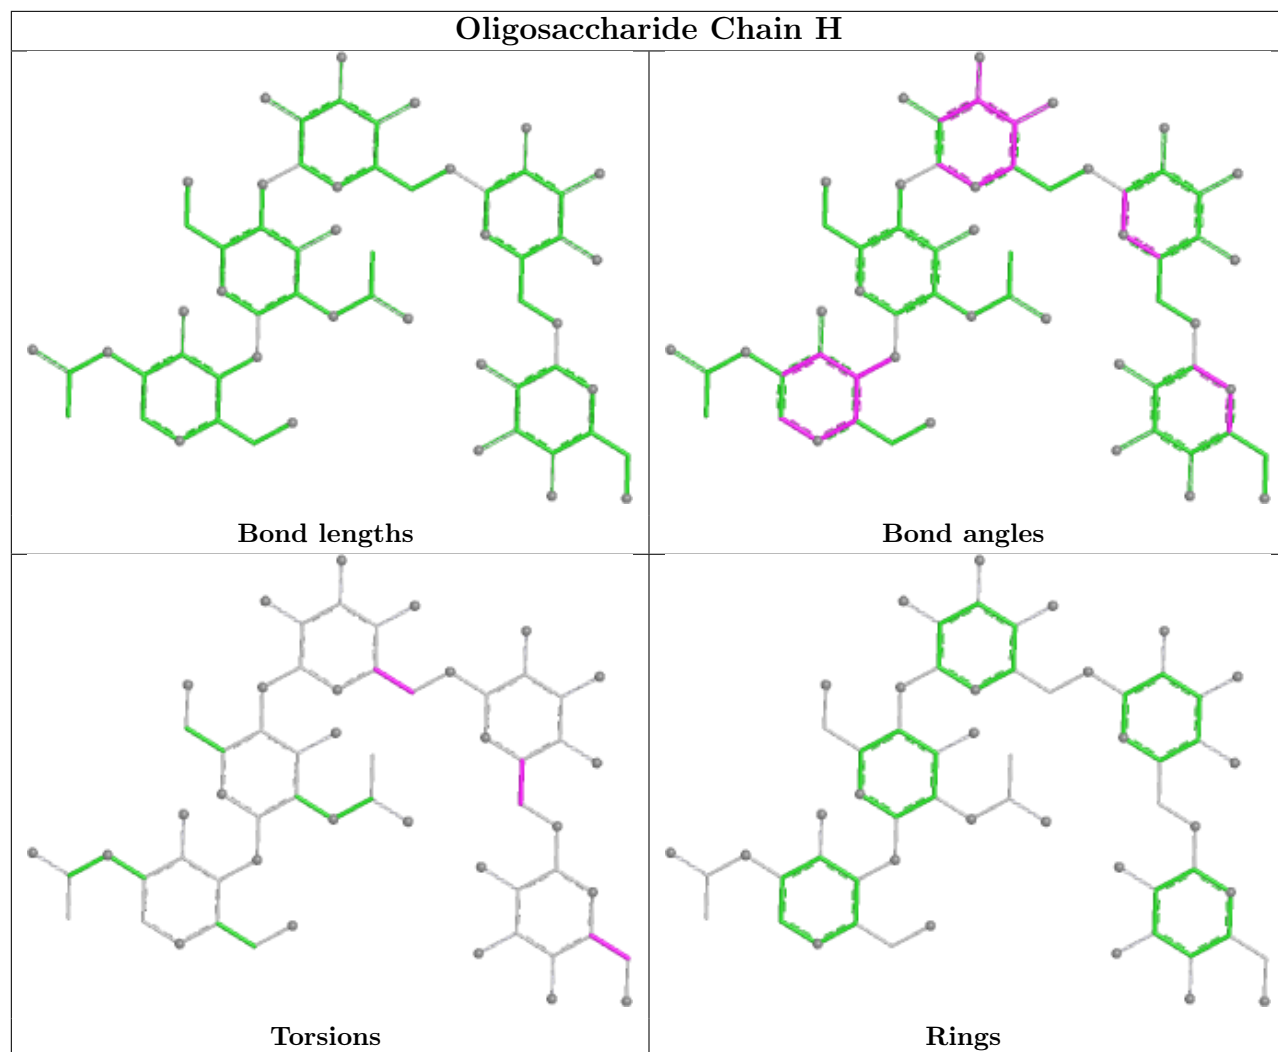 Oligosaccharide Chain H
Bond lengths
Bond angles
Torsions
Rings